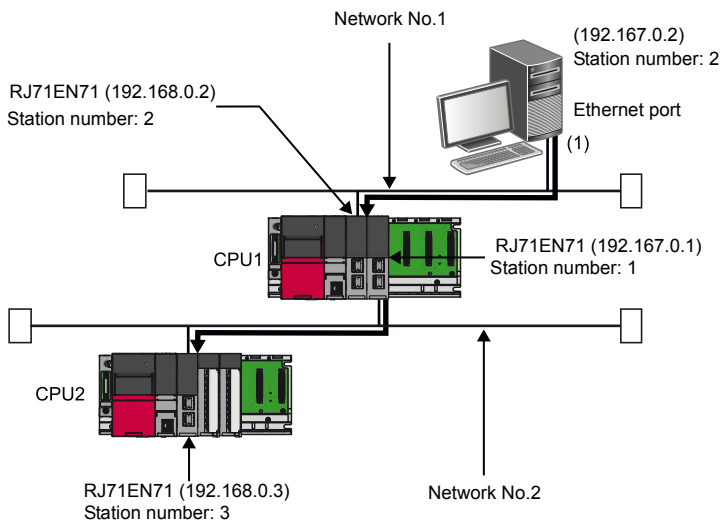 Network No.1
(192.167.0.2)
Station number: 2
Ethernet port
(1)
RJ71EN71 (192.168.0.2)
Station number: 2
CPU1
RJ71EN71 (192.167.0.1)
Station number: 1
CPU2
RJ71EN71 (192.168.0.3)
Station number: 3
Network No.2